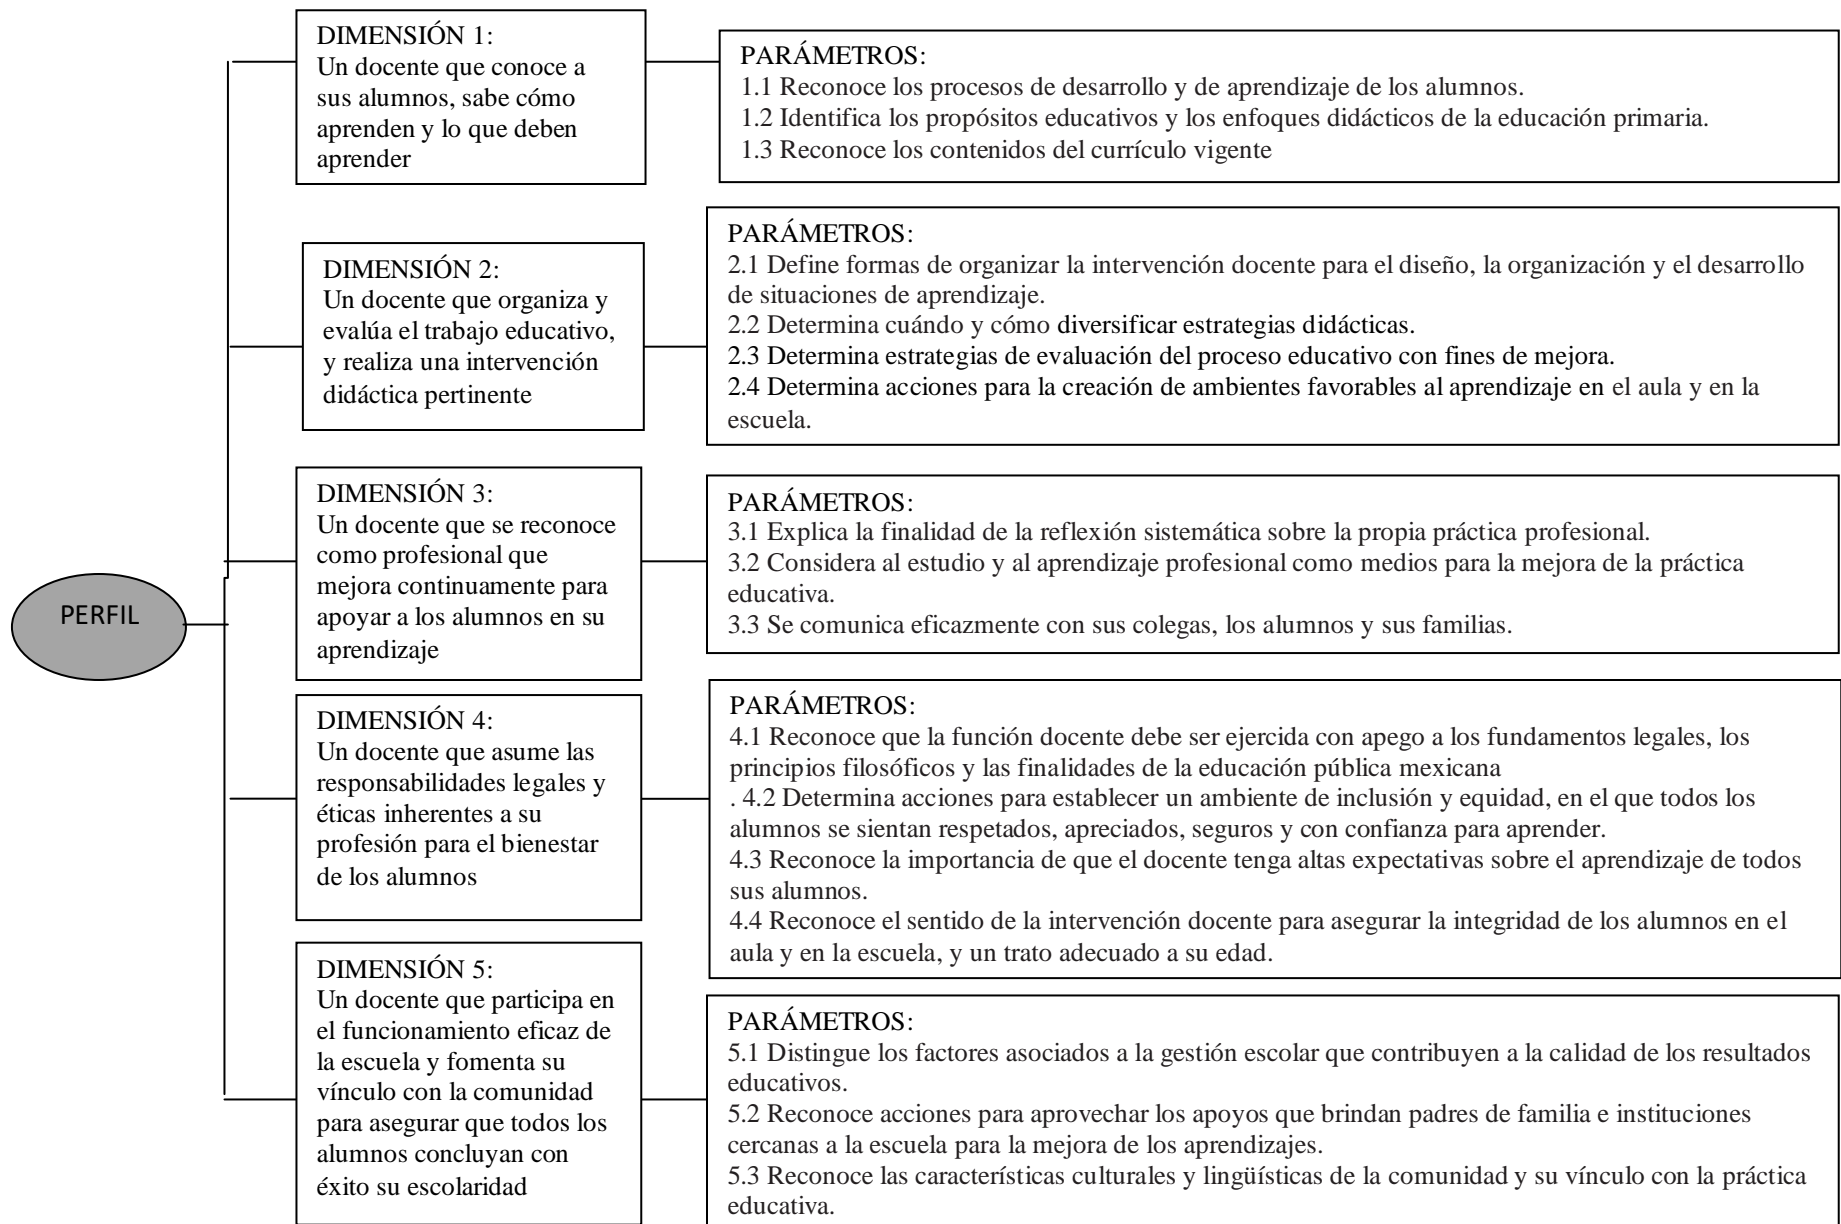 PERFIL
DIMENSIÓN 1:
Un docente que conoce a
sus alumnos, sabe cómo
aprenden y lo que deben
aprender
PARÁMETROS:
1.1 Reconoce los procesos de desarrollo y de aprendizaje de los alumnos.
1.2 Identifica los propósitos educativos y los enfoques didácticos de la educación primaria.
1.3 Reconoce los contenidos del currículo vigente
DIMENSIÓN 2:
Un docente que organiza y
evalúa el trabajo educativo,
y realiza una intervención
didáctica pertinente
PARÁMETROS:
2.1 Define formas de organizar la intervención docente para el diseño, la organización y el desarrollo
de situaciones de aprendizaje.
2.2 Determina cuándo y cómo diversificar estrategias didácticas.
2.3 Determina estrategias de evaluación del proceso educativo con fines de mejora.
2.4 Determina acciones para la creación de ambientes favorables al aprendizaje en el aula y en la
escuela.
DIMENSIÓN 3:
Un docente que se reconoce
como profesional que
mejora continuamente para
apoyar a los alumnos en su
aprendizaje
PARÁMETROS:
3.1 Explica la finalidad de la reflexión sistemática sobre la propia práctica profesional.
3.2 Considera al estudio y al aprendizaje profesional como medios para la mejora de la práctica
educativa.
3.3 Se comunica eficazmente con sus colegas, los alumnos y sus familias.
DIMENSIÓN 4:
Un docente que asume las
responsabilidades legales y
éticas inherentes a su
profesión para el bienestar
de los alumnos
PARÁMETROS:
4.1 Reconoce que la función docente debe ser ejercida con apego a los fundamentos legales, los
principios filosóficos y las finalidades de la educación pública mexicana
. 4.2 Determina acciones para establecer un ambiente de inclusión y equidad, en el que todos los
alumnos se sientan respetados, apreciados, seguros y con confianza para aprender.
4.3 Reconoce la importancia de que el docente tenga altas expectativas sobre el aprendizaje de todos
sus alumnos.
4.4 Reconoce el sentido de la intervención docente para asegurar la integridad de los alumnos en el
aula y en la escuela, y un trato adecuado a su edad.
DIMENSIÓN 5:
Un docente que participa en
el funcionamiento eficaz de
la escuela y fomenta su
vínculo con la comunidad
para asegurar que todos los
alumnos concluyan con
éxito su escolaridad
PARÁMETROS:
5.1 Distingue los factores asociados a la gestión escolar que contribuyen a la calidad de los resultados
educativos.
5.2 Reconoce acciones para aprovechar los apoyos que brindan padres de familia e instituciones
cercanas a la escuela para la mejora de los aprendizajes.
5.3 Reconoce las características culturales y lingüísticas de la comunidad y su vínculo con la práctica
educativa.